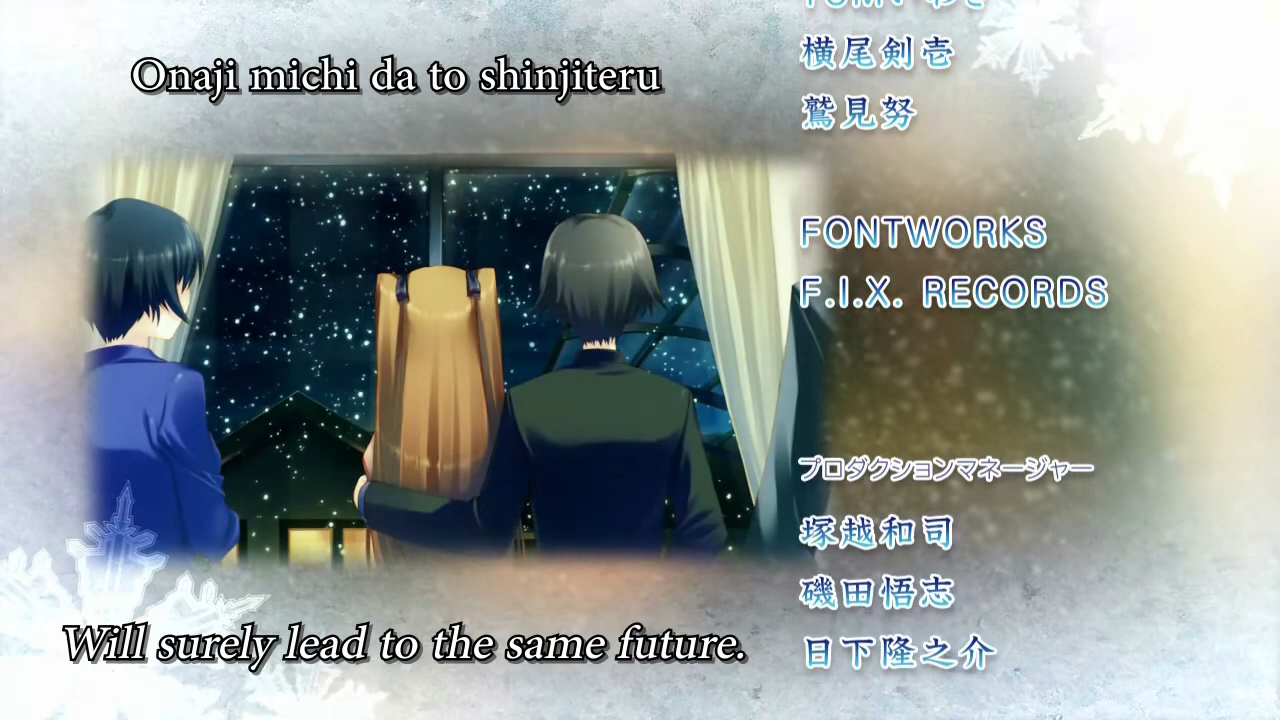 Onaji michi da to shinjiteru
横尾剣壱
鷲見努
FONTWORKS
F.I.X. RECORDS
プロダクションマネージャー
塚越和司
磯田悟志
日下隆之介
Will surely lead to the same future.